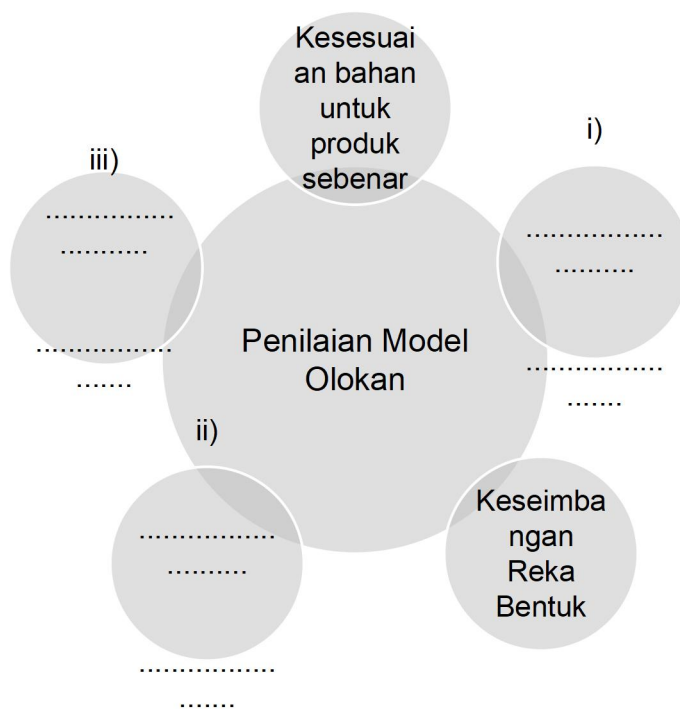 Kesesuai
an bahan
untuk
produk
sebenar
i)
.................
..........
.................
.......
Keseimba
ngan
Reka
Bentuk
ii)
.................
..........
.................
.......
iii)
................
...........
.................
.......
Penilaian Model
Olokan